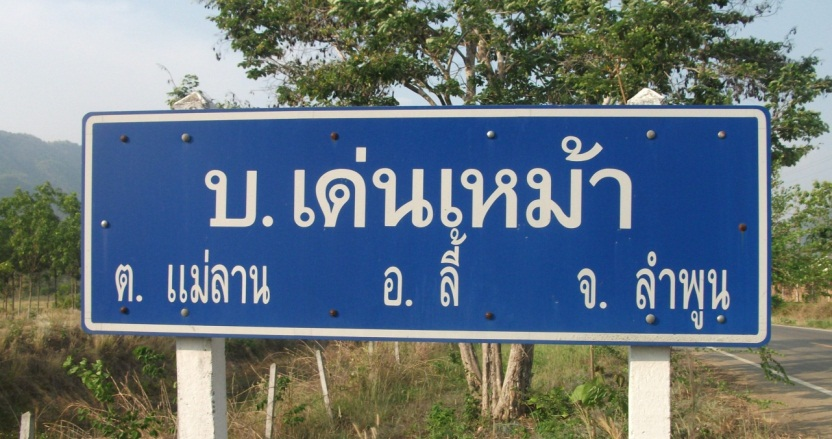 บ. เด่นเหม้า
ต. แม่ลาน อ. ลี้ จ. ลำพูน